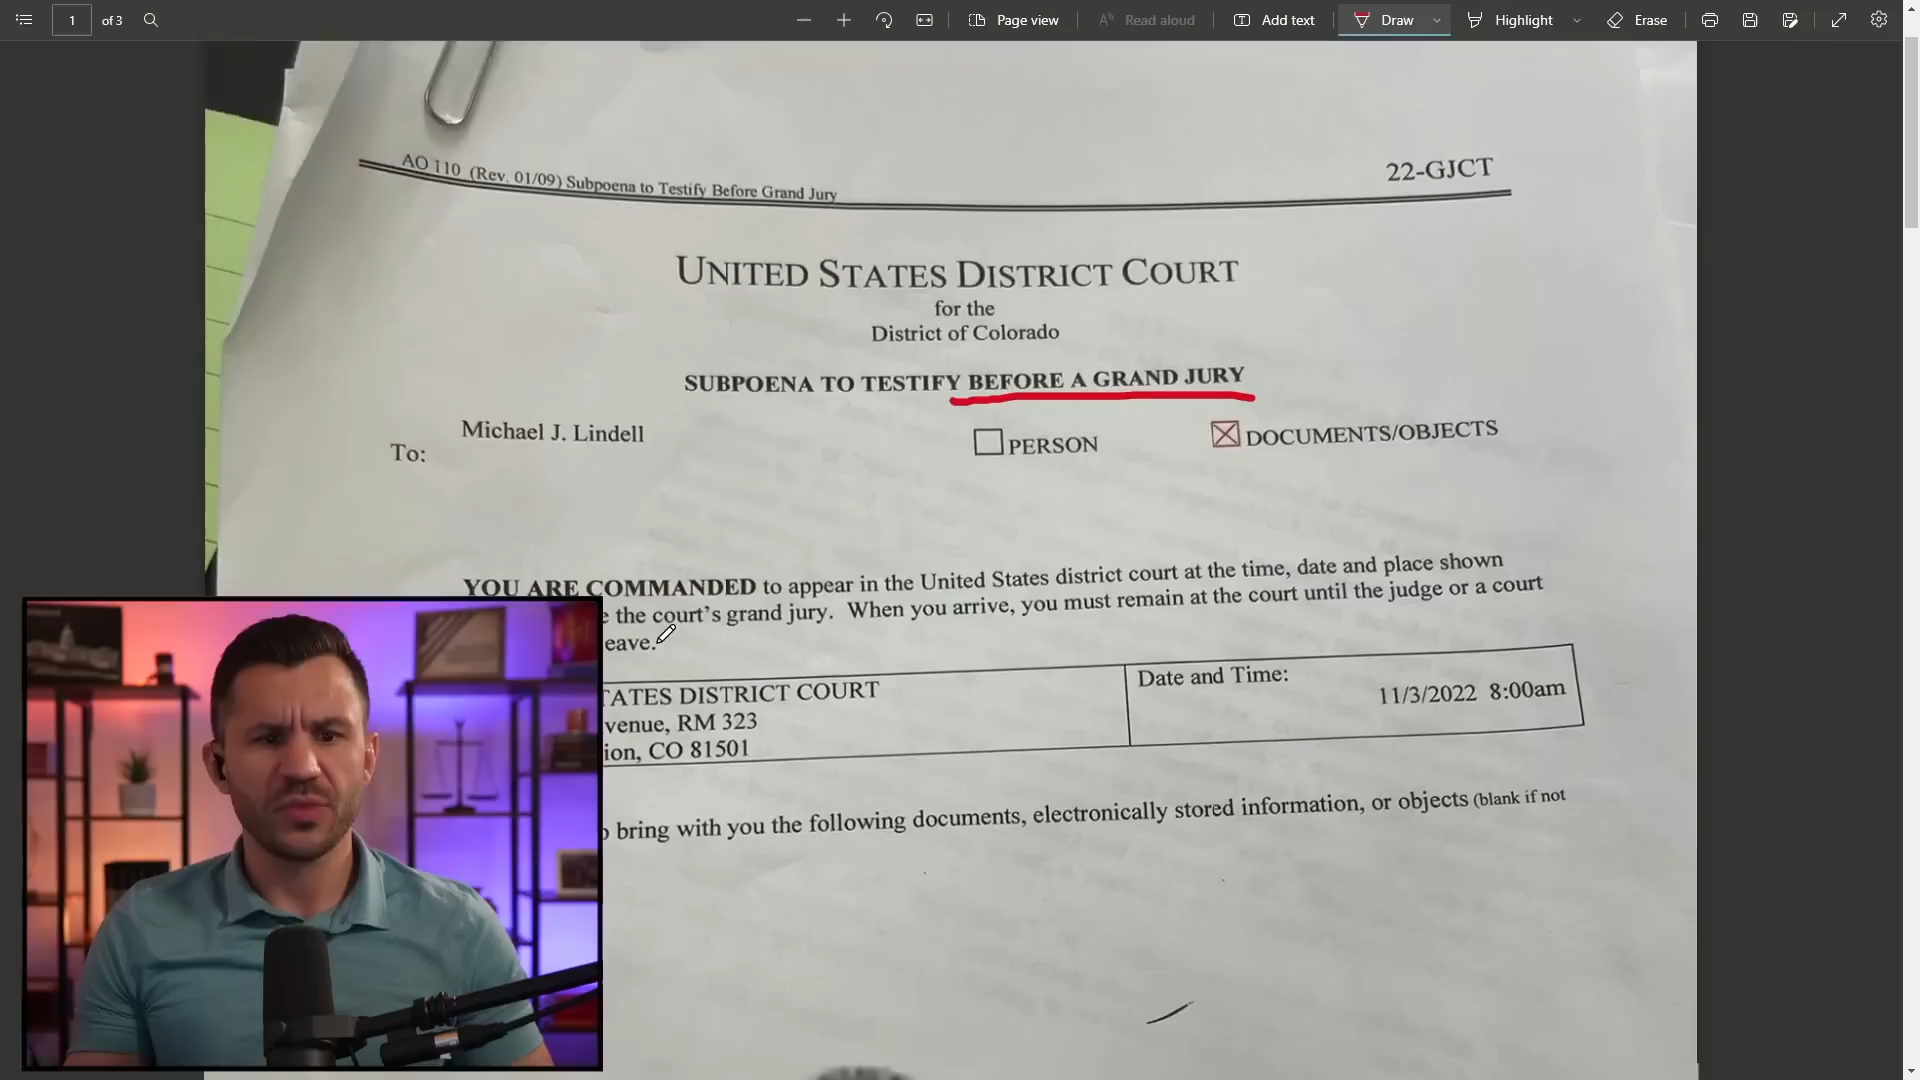 1 of 3 Page view Read aloud Add text Draw Highlight Erase
AO 110 (Rev. 01/09) Subpoena to Testify Before Grand Jury
22-GJCT
UNITED STATES DISTRICT COURT
for the
District of Colorado
SUBPOENA TO TESTIFY BEFORE A GRAND JURY
To: Michael J. Lindell
PERSON
DOCUMENTS/OBJECTS
YOU ARE COMMANDED to appear in the United States district court at the time, date and place shown
e the court's grand jury. When you arrive, you must remain at the court until the judge or a court
eave.
TATES DISTRICT COURT
venue, RM 323
ion, CO 81501
Date and Time:
11/3/2022 8:00am
o bring with you the following documents, electronically stored information, or objects (blank if not